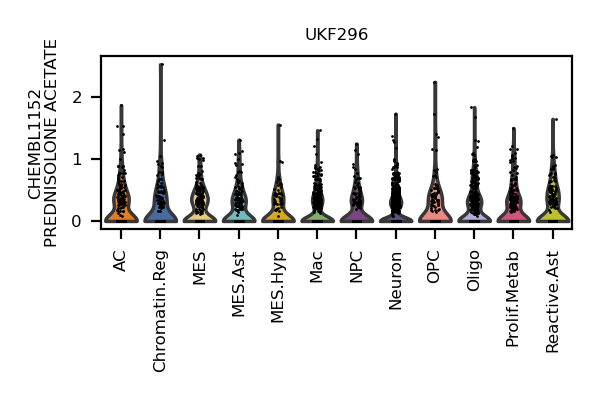 UKF296
CHEMBL1152
PREDNISOLONE ACETATE
2
1
0
AC
Chromatin.Reg
MES
MES.Ast
MES.Hyp
Mac
NPC
Neuron
OPC
Oligo
Prolif.Metab
Reactive.Ast